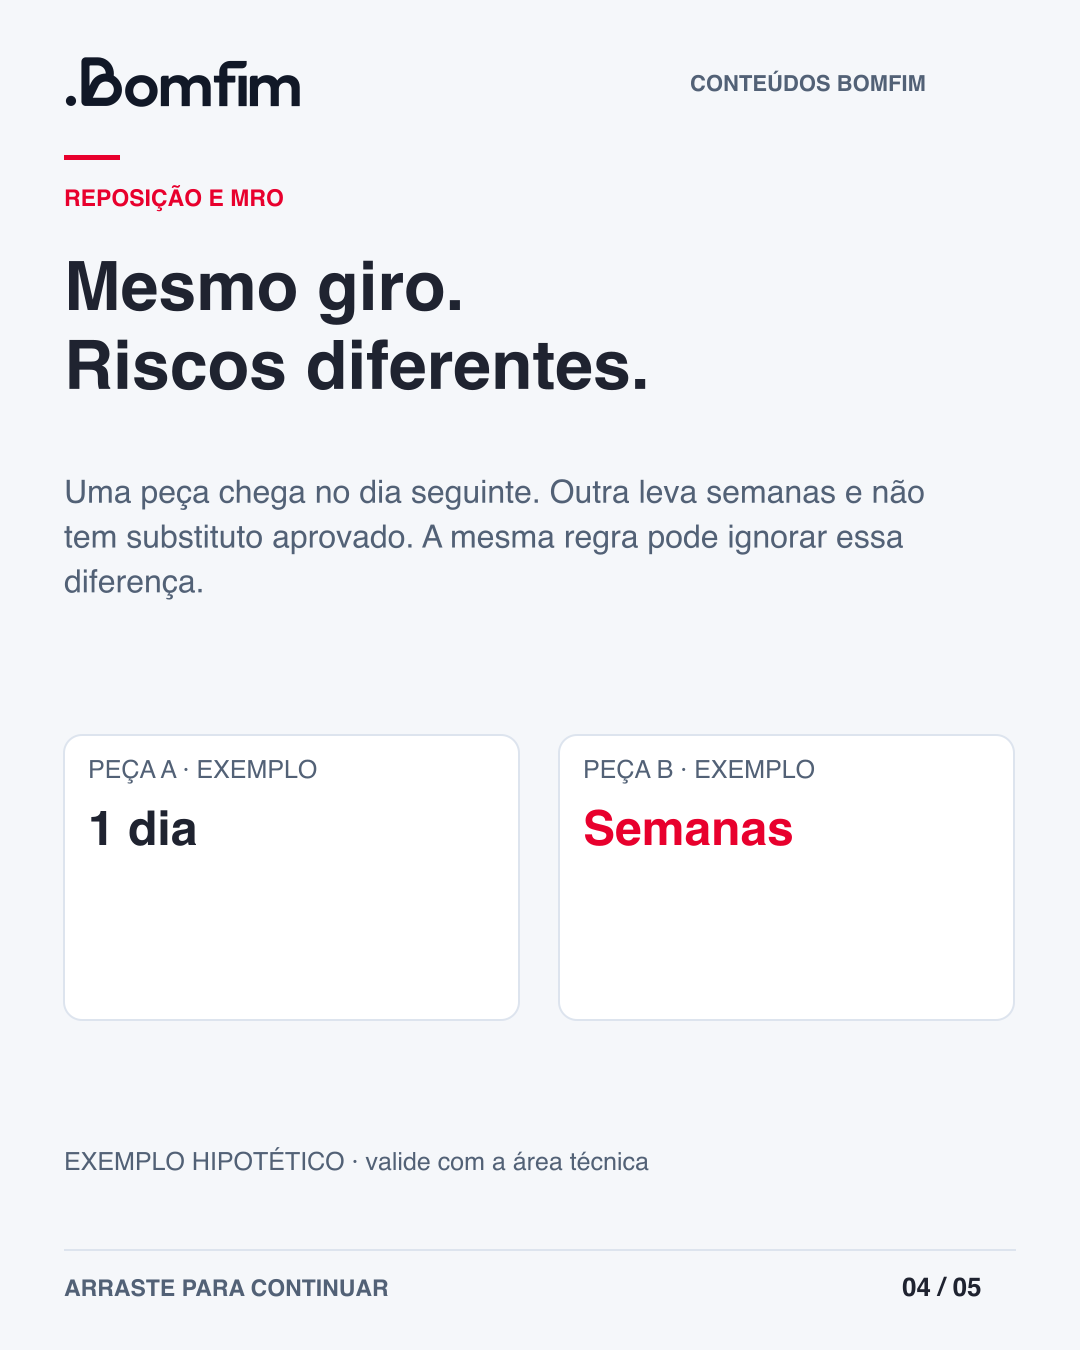 .Bomfim
CONTEÚDOS BOMFIM
REPOSIÇÃO E MRO
Mesmo giro.
Riscos diferentes.
Uma peça chega no dia seguinte. Outra leva semanas e não
tem substituto aprovado. A mesma regra pode ignorar essa
diferença.
PEÇA A · EXEMPLO
1 dia
PEÇA B · EXEMPLO
Semanas
EXEMPLO HIPOTÉTICO · valide com a área técnica
ARRASTE PARA CONTINUAR
04 / 05